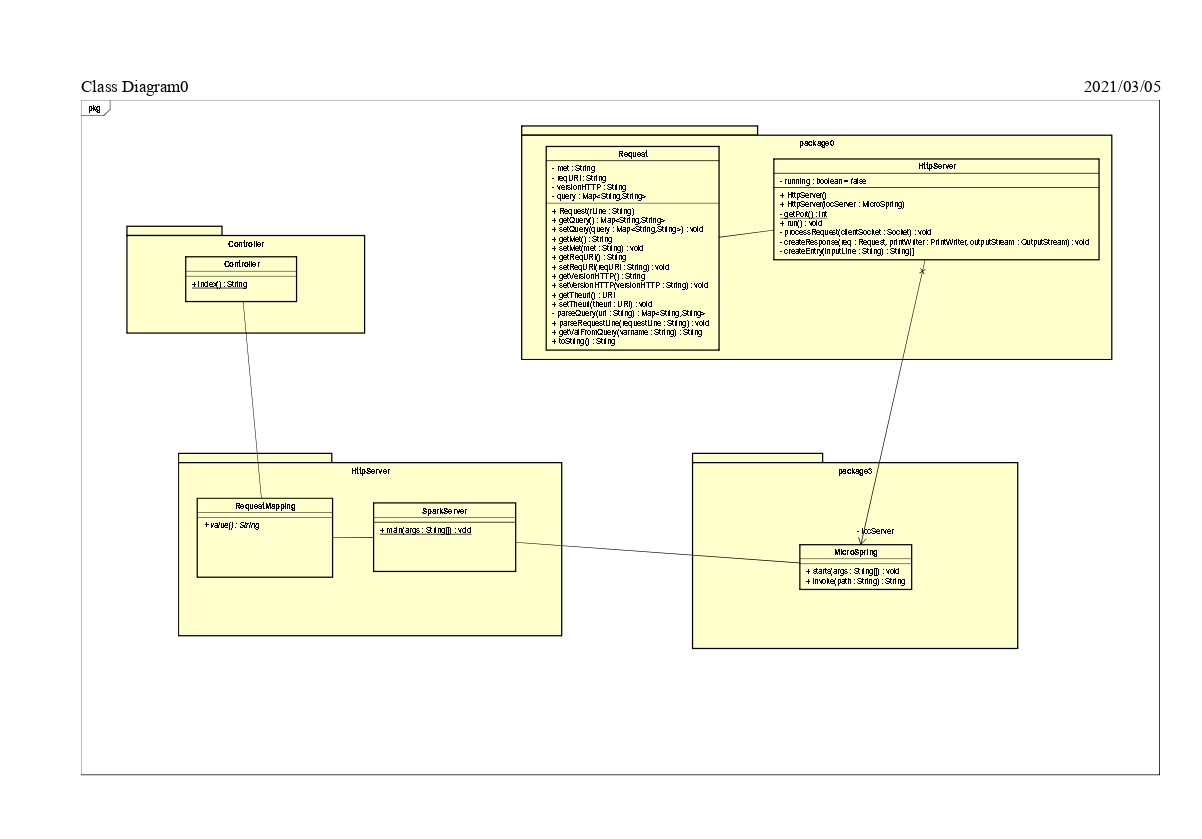 Class Diagram0
2021/03/05
pkg
package0
Request
- met : String
- reqURI : String
- versionHTTP : String
- query : Map<String,String>
+ Request(rLine : String)
+ getQuery() : Map<String,String>
+ setQuery(query : Map<String,String>) : void
+ getMet() : String
+ setMet(met : String) : void
+ getReqURI() : String
+ setReqURI(reqURI : String) : void
+ getVersionHTTP() : String
+ setVersionHTTP(versionHTTP : String) : void
+ getTheuri() : URI
+ setTheuri(theuri : URI) : void
- parseQuery(uri : String) : Map<String,String>
+ parseRequestLine(requestLine : String) : void
+ getValFromQuery(varname : String) : String
+ toString() : String
HttpServer
- running : boolean = false
+ HttpServer()
+ HttpServer(iocServer : MicroSpring)
- getPort() : int
+ run() : void
- processRequest(clientSocket : Socket) : void
- createResponse(req : Request, printWriter : PrintWriter, outputStream : OutputStream) : void
- createEntry(inputLine : String) : String[]
Controller
Controller
+ index() : String
HttpServer
RequestMapping
+ value() : String
SparkServer
+ main(args : String[]) : void
package3
- iocServer
MicroSpring
+ starts(args : String[]) : void
+ invoke(path : String) : String